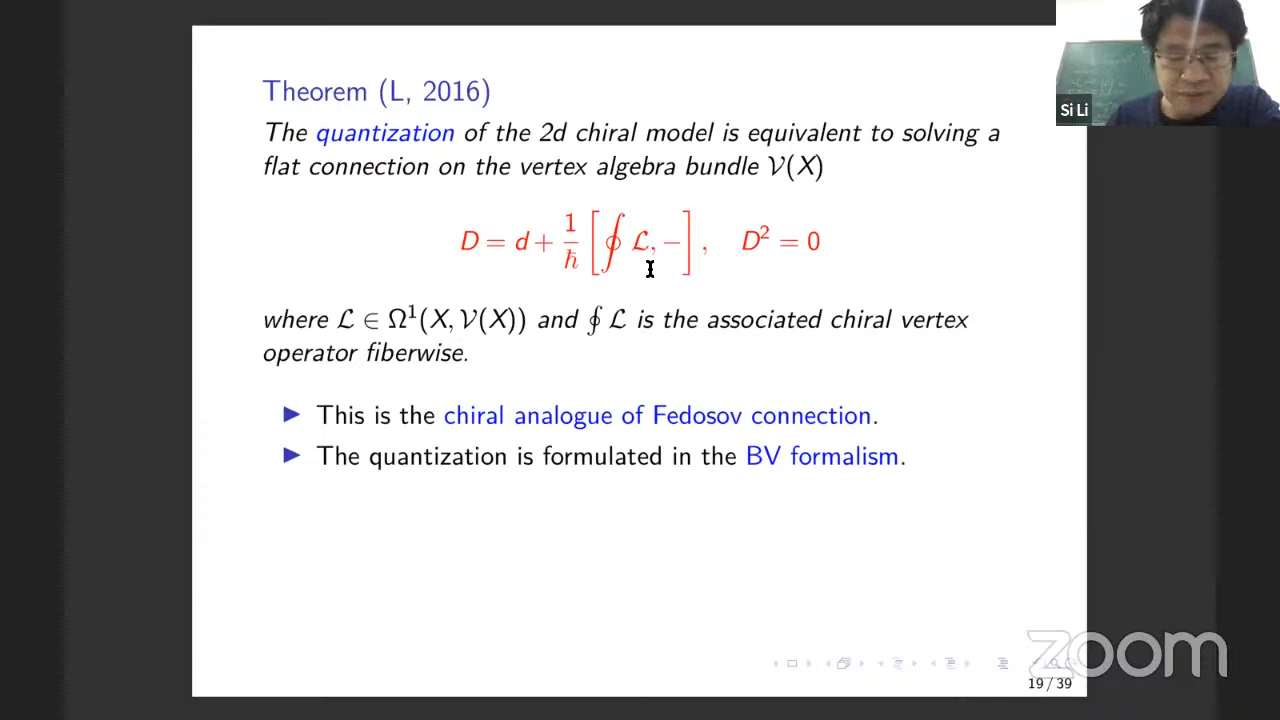 Theorem (L, 2016)
The quantization of the 2d chiral model is equivalent to solving a
flat connection on the vertex algebra bundle 𝒱(X)
D = d + 1/ℏ [∮ ℒ, −] , D² = 0
where ℒ ∈ Ω¹(X, 𝒱(X)) and ∮ ℒ is the associated chiral vertex
operator fiberwise.
▶ This is the chiral analogue of Fedosov connection.
▶ The quantization is formulated in the BV formalism.
19 / 39
Si Li
zoom